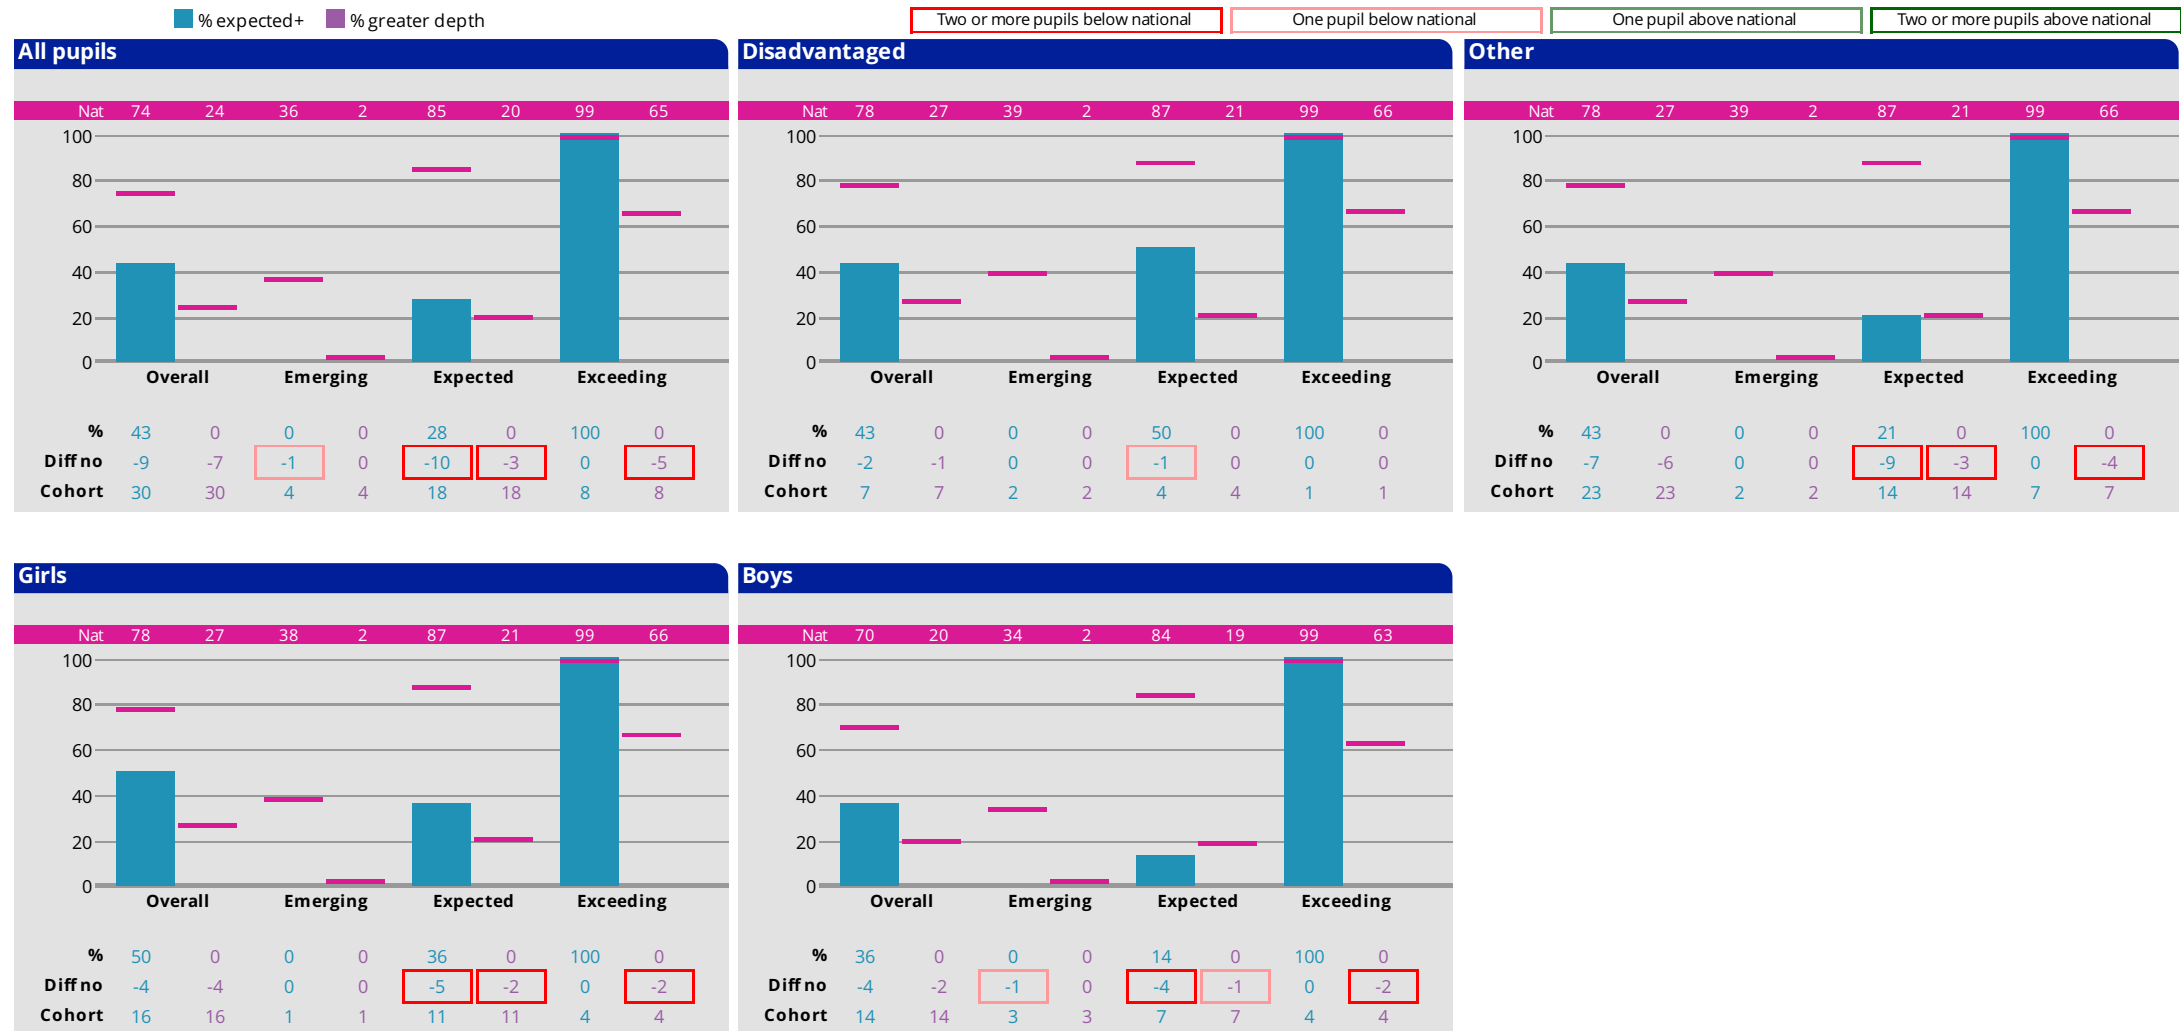 % expected+ % greater depth Two or more pupils below national One pupil below national One pupil above national Two or more pupils above national
All pupils
Nat 74 24 36 2 85 20 99 65
100
80
60
40
20
0
Overall Emerging Expected Exceeding
% 43 0 0 0 28 0 100 0
Diff no -9 -7 -1 0 -10 -3 0 -5
Cohort 30 30 4 4 18 18 8 8
Disadvantaged
Nat 78 27 39 2 87 21 99 66
100
80
60
40
20
0
Overall Emerging Expected Exceeding
% 43 0 0 0 50 0 100 0
Diff no -2 -1 0 0 -1 0 0 0
Cohort 7 7 2 2 4 4 1 1
Other
Nat 78 27 39 2 87 21 99 66
100
80
60
40
20
0
Overall Emerging Expected Exceeding
% 43 0 0 0 21 0 100 0
Diff no -7 -6 0 0 -9 -3 0 -4
Cohort 23 23 2 2 14 14 7 7
Girls
Nat 78 27 38 2 87 21 99 66
100
80
60
40
20
0
Overall Emerging Expected Exceeding
% 50 0 0 0 36 0 100 0
Diff no -4 -4 0 0 -5 -2 0 -2
Cohort 16 16 1 1 11 11 4 4
Boys
Nat 70 20 34 2 84 19 99 63
100
80
60
40
20
0
Overall Emerging Expected Exceeding
% 36 0 0 0 14 0 100 0
Diff no -4 -2 -1 0 -4 -1 0 -2
Cohort 14 14 3 3 7 7 4 4